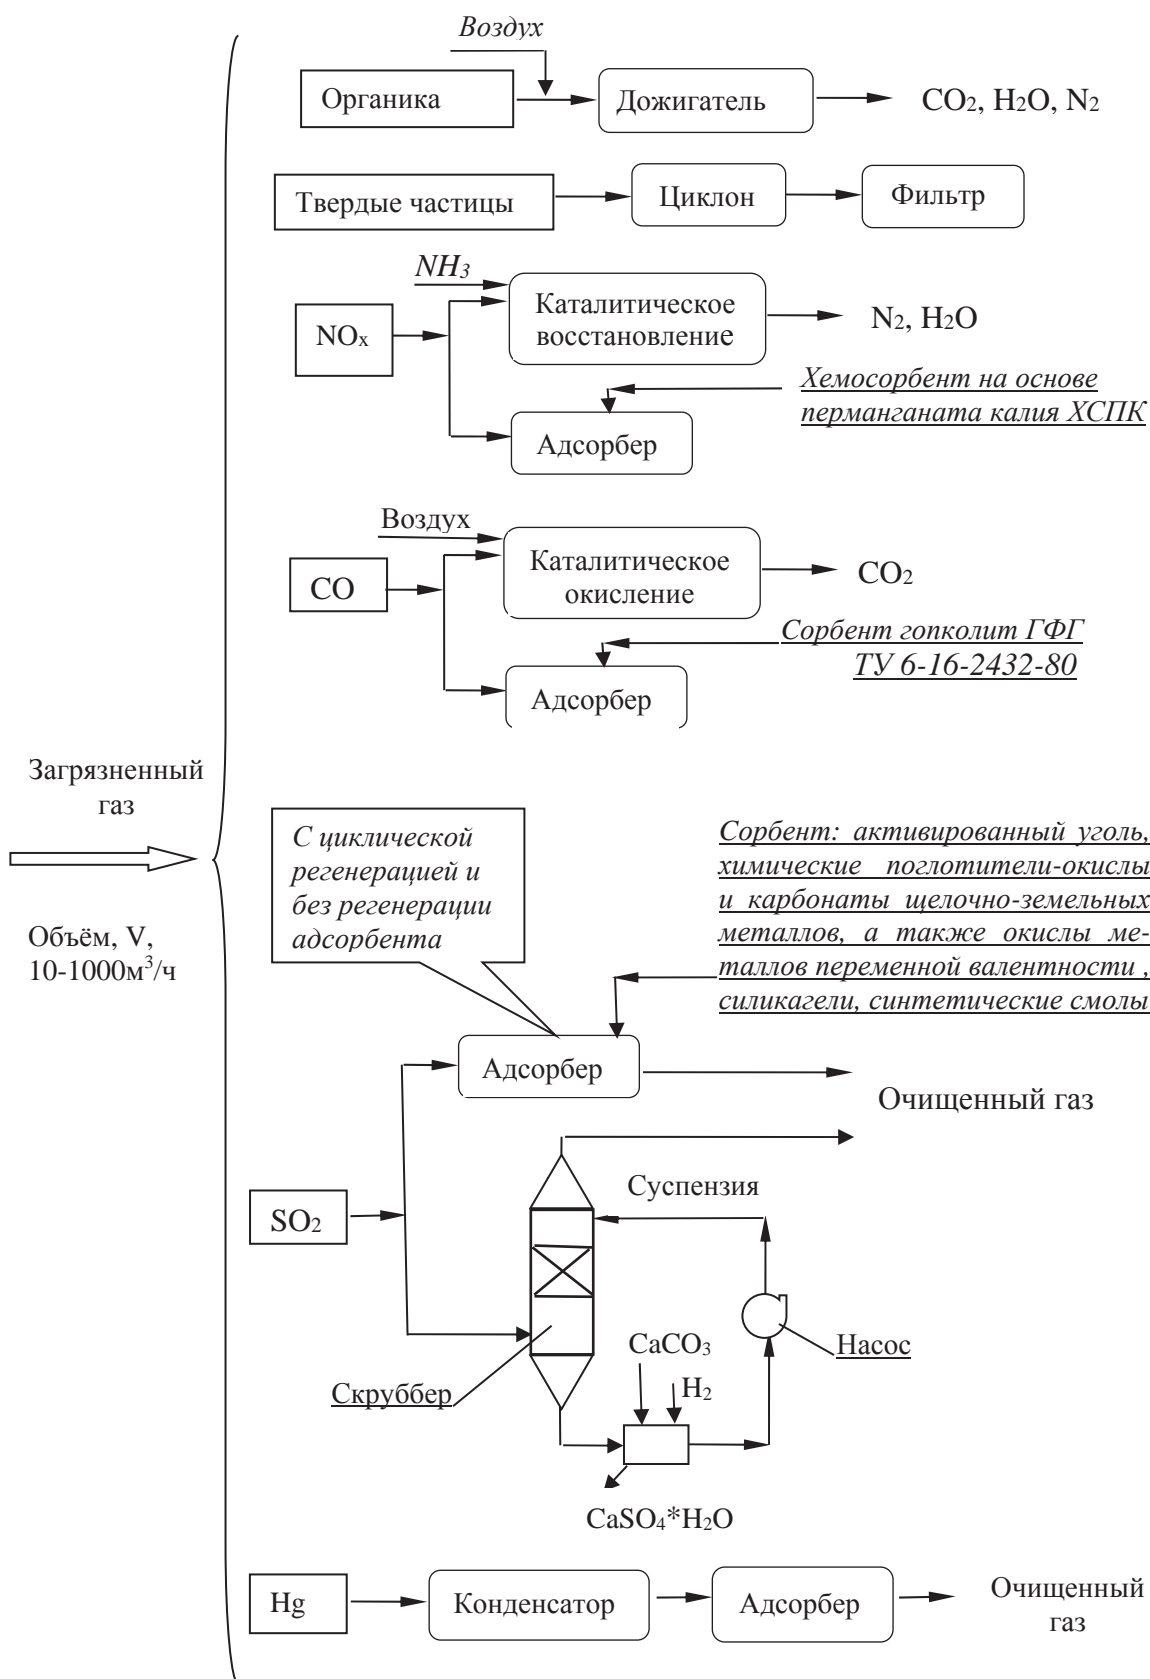 Воздух
Органика
Дожигатель
CO₂, H₂O, N₂
Твердые частицы
Циклон
Фильтр
NH₃
NOₓ
Каталитическое
восстановление
N₂, H₂O
Хемосорбент на основе
перманганата калия ХСПК
Адсорбер
Воздух
CO
Каталитическое
окисление
CO₂
Сорбент гопколит ГФГ
ТУ 6-16-2432-80
Адсорбер
Загрязненный
газ
Объём, V,
10-1000м³/ч
С циклической
регенерацией и
без регенерации
адсорбента
Сорбент: активированный уголь,
химические поглотители-окислы
и карбонаты щелочно-земельных
металлов, а также окислы ме-
таллов переменной валентности ,
силикагели, синтетические смолы
Адсорбер
Очищенный газ
Суспензия
SO₂
Насос
CaCO₃
H₂
Скруббер
CaSO₄*H₂O
Hg
Конденсатор
Адсорбер
Очищенный
газ